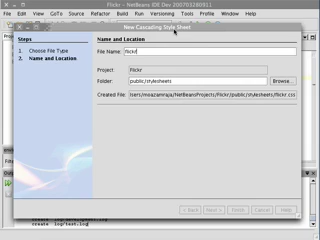 Flickr - NetBeans IDE Dev 200703280911
File Edit View Navigate Source Refactor Build Run Versioning Tools Profile Window Help
New Cascading Style Sheet
Steps
1. Choose File Type
2. Name and Location
Name and Location
File Name: flickr
Project: Flickr
Folder: public/stylesheets
Browse...
Created File: Users/moazamraja/NetBeansProjects/Flickr/public/stylesheets/flickr.css
< Back Next > Finish Cancel Help
create log/test.log